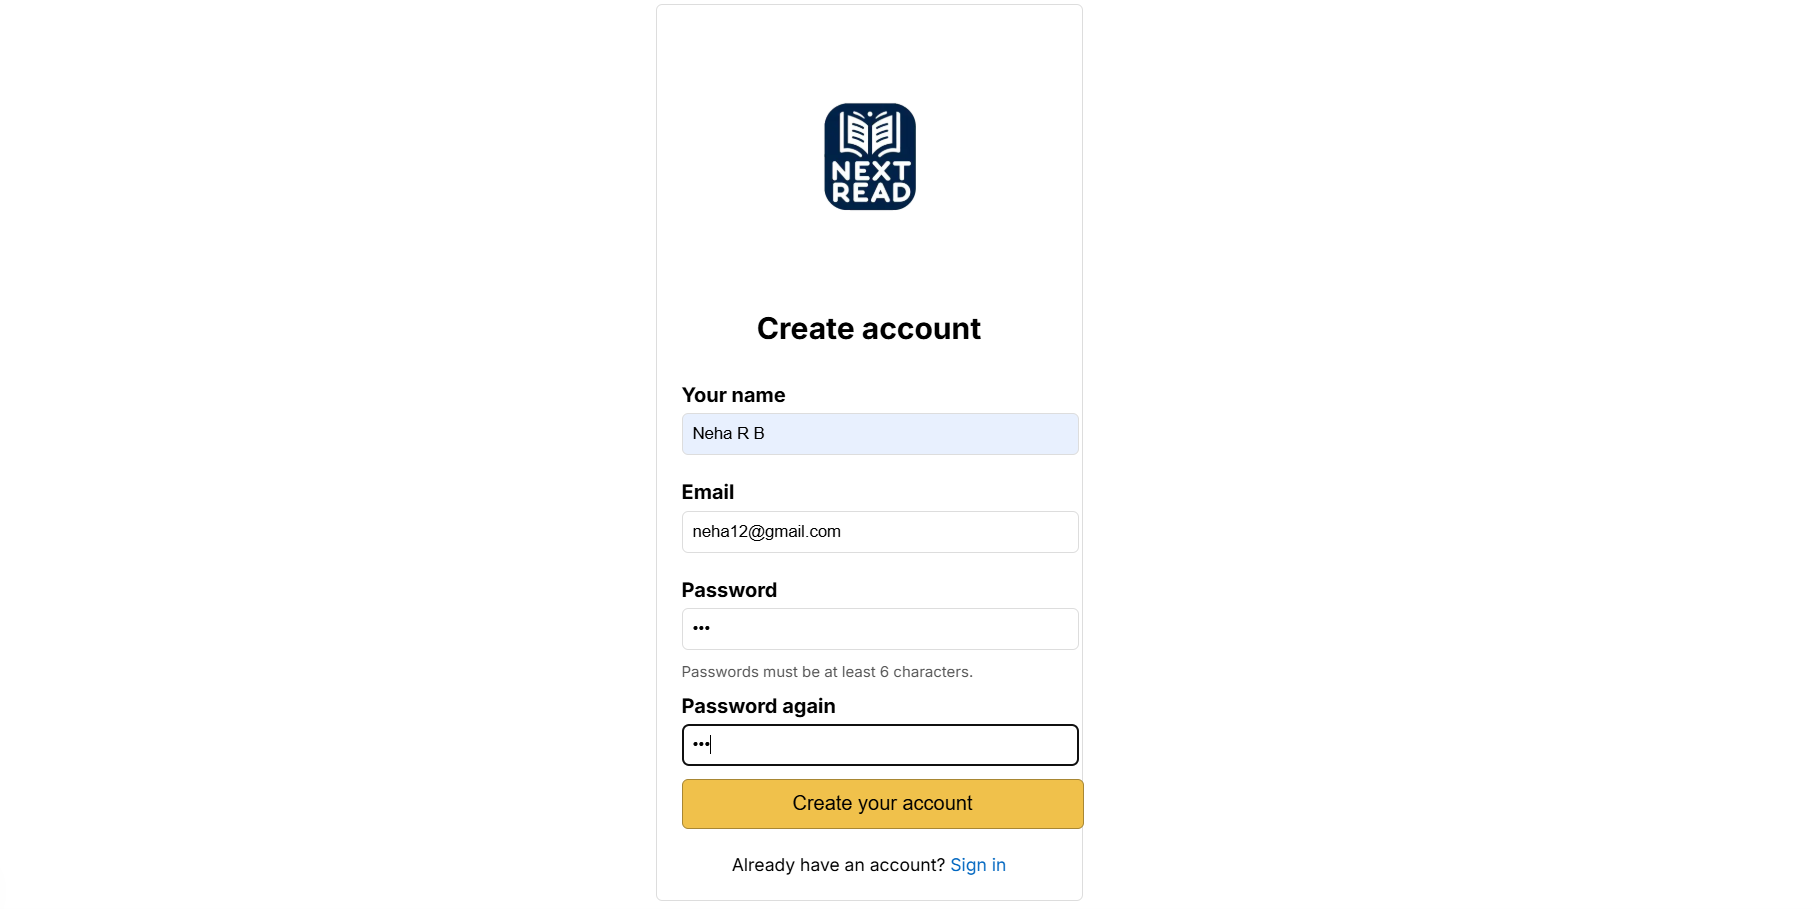 NEXT
READ
Create account
Your name
Neha R B
Email
neha12@gmail.com
Password
•••
Passwords must be at least 6 characters.
Password again
•••
Create your account
Already have an account? Sign in